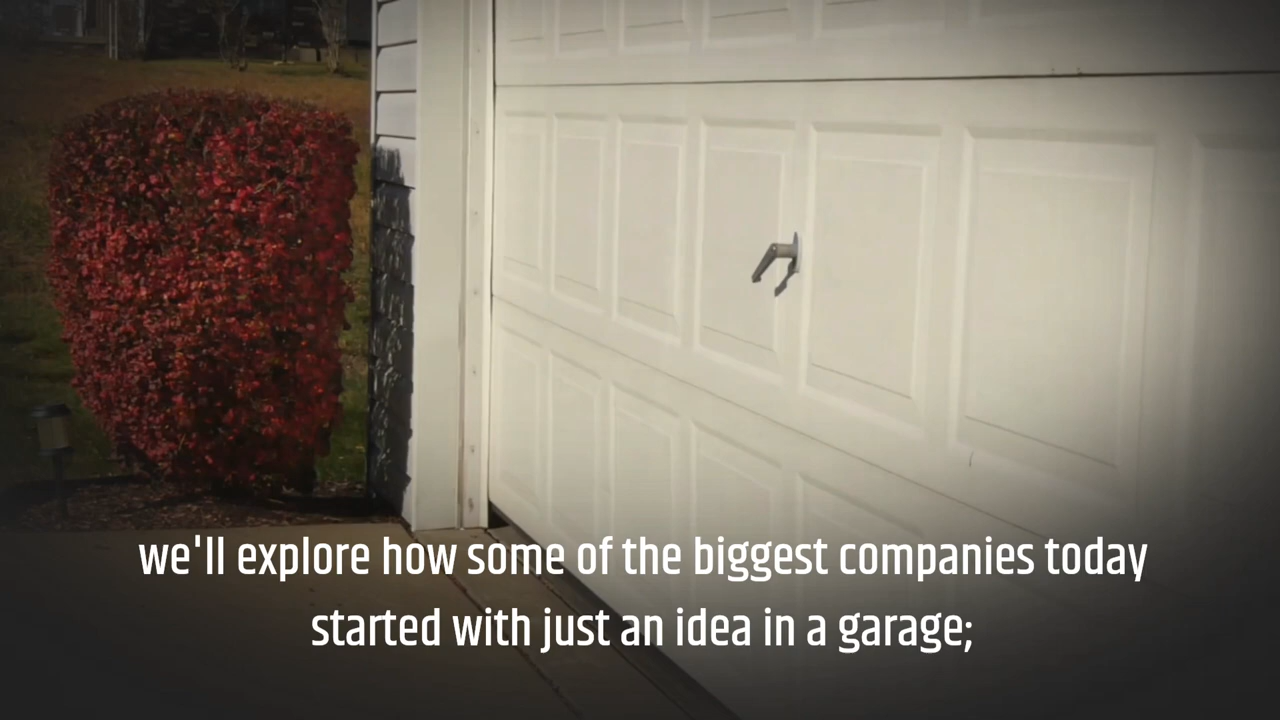 we'll explore how some of the biggest companies today
started with just an idea in a garage;